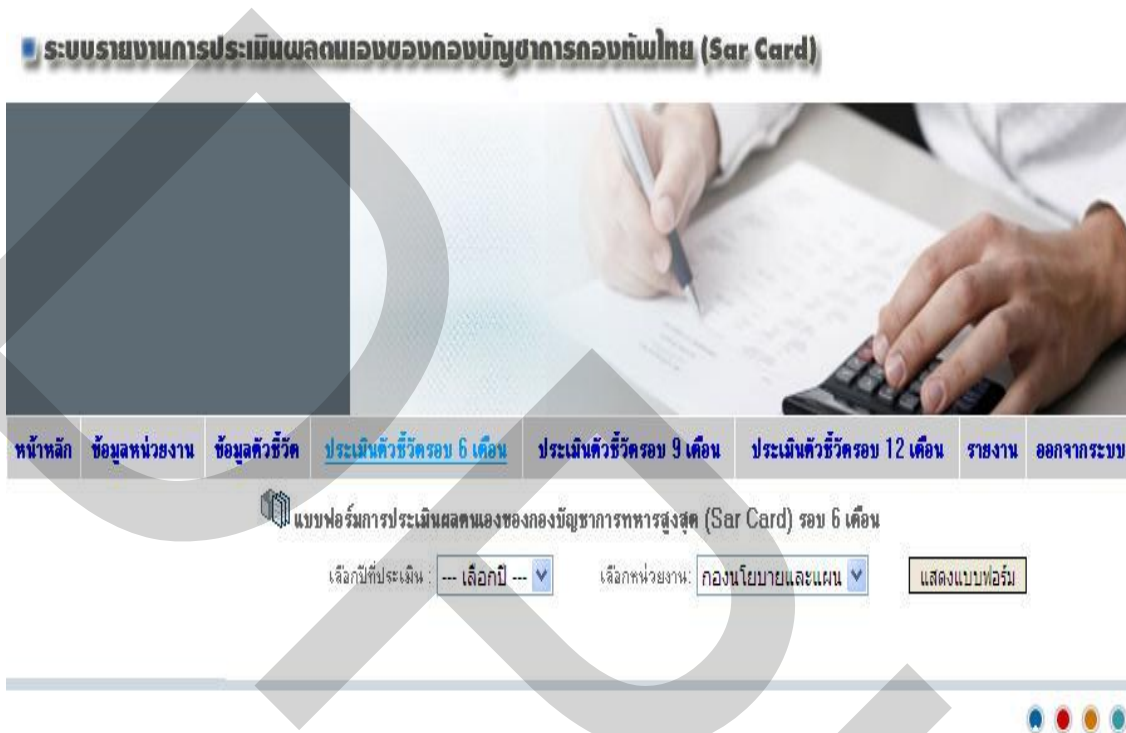 ระบบรายงานการประเมินผลตนเองของกองบัญชาการกองทัพไทย (Sar Card)
หน้าหลัก ข้อมูลหน่วยงาน ข้อมูลตัวชี้วัด ประเมินตัวชี้วัดรอบ 6 เดือน ประเมินตัวชี้วัดรอบ 9 เดือน ประเมินตัวชี้วัดรอบ 12 เดือน รายงาน ออกจากระบบ
แบบฟอร์มการประเมินผลตนเองของกองบัญชาการทหารสูงสุด (Sar Card) รอบ 6 เดือน
เลือกปีที่ประเมิน : --- เลือกปี --- เลือกหน่วยงาน: กองนโยบายและแผน แสดงแบบฟอร์ม